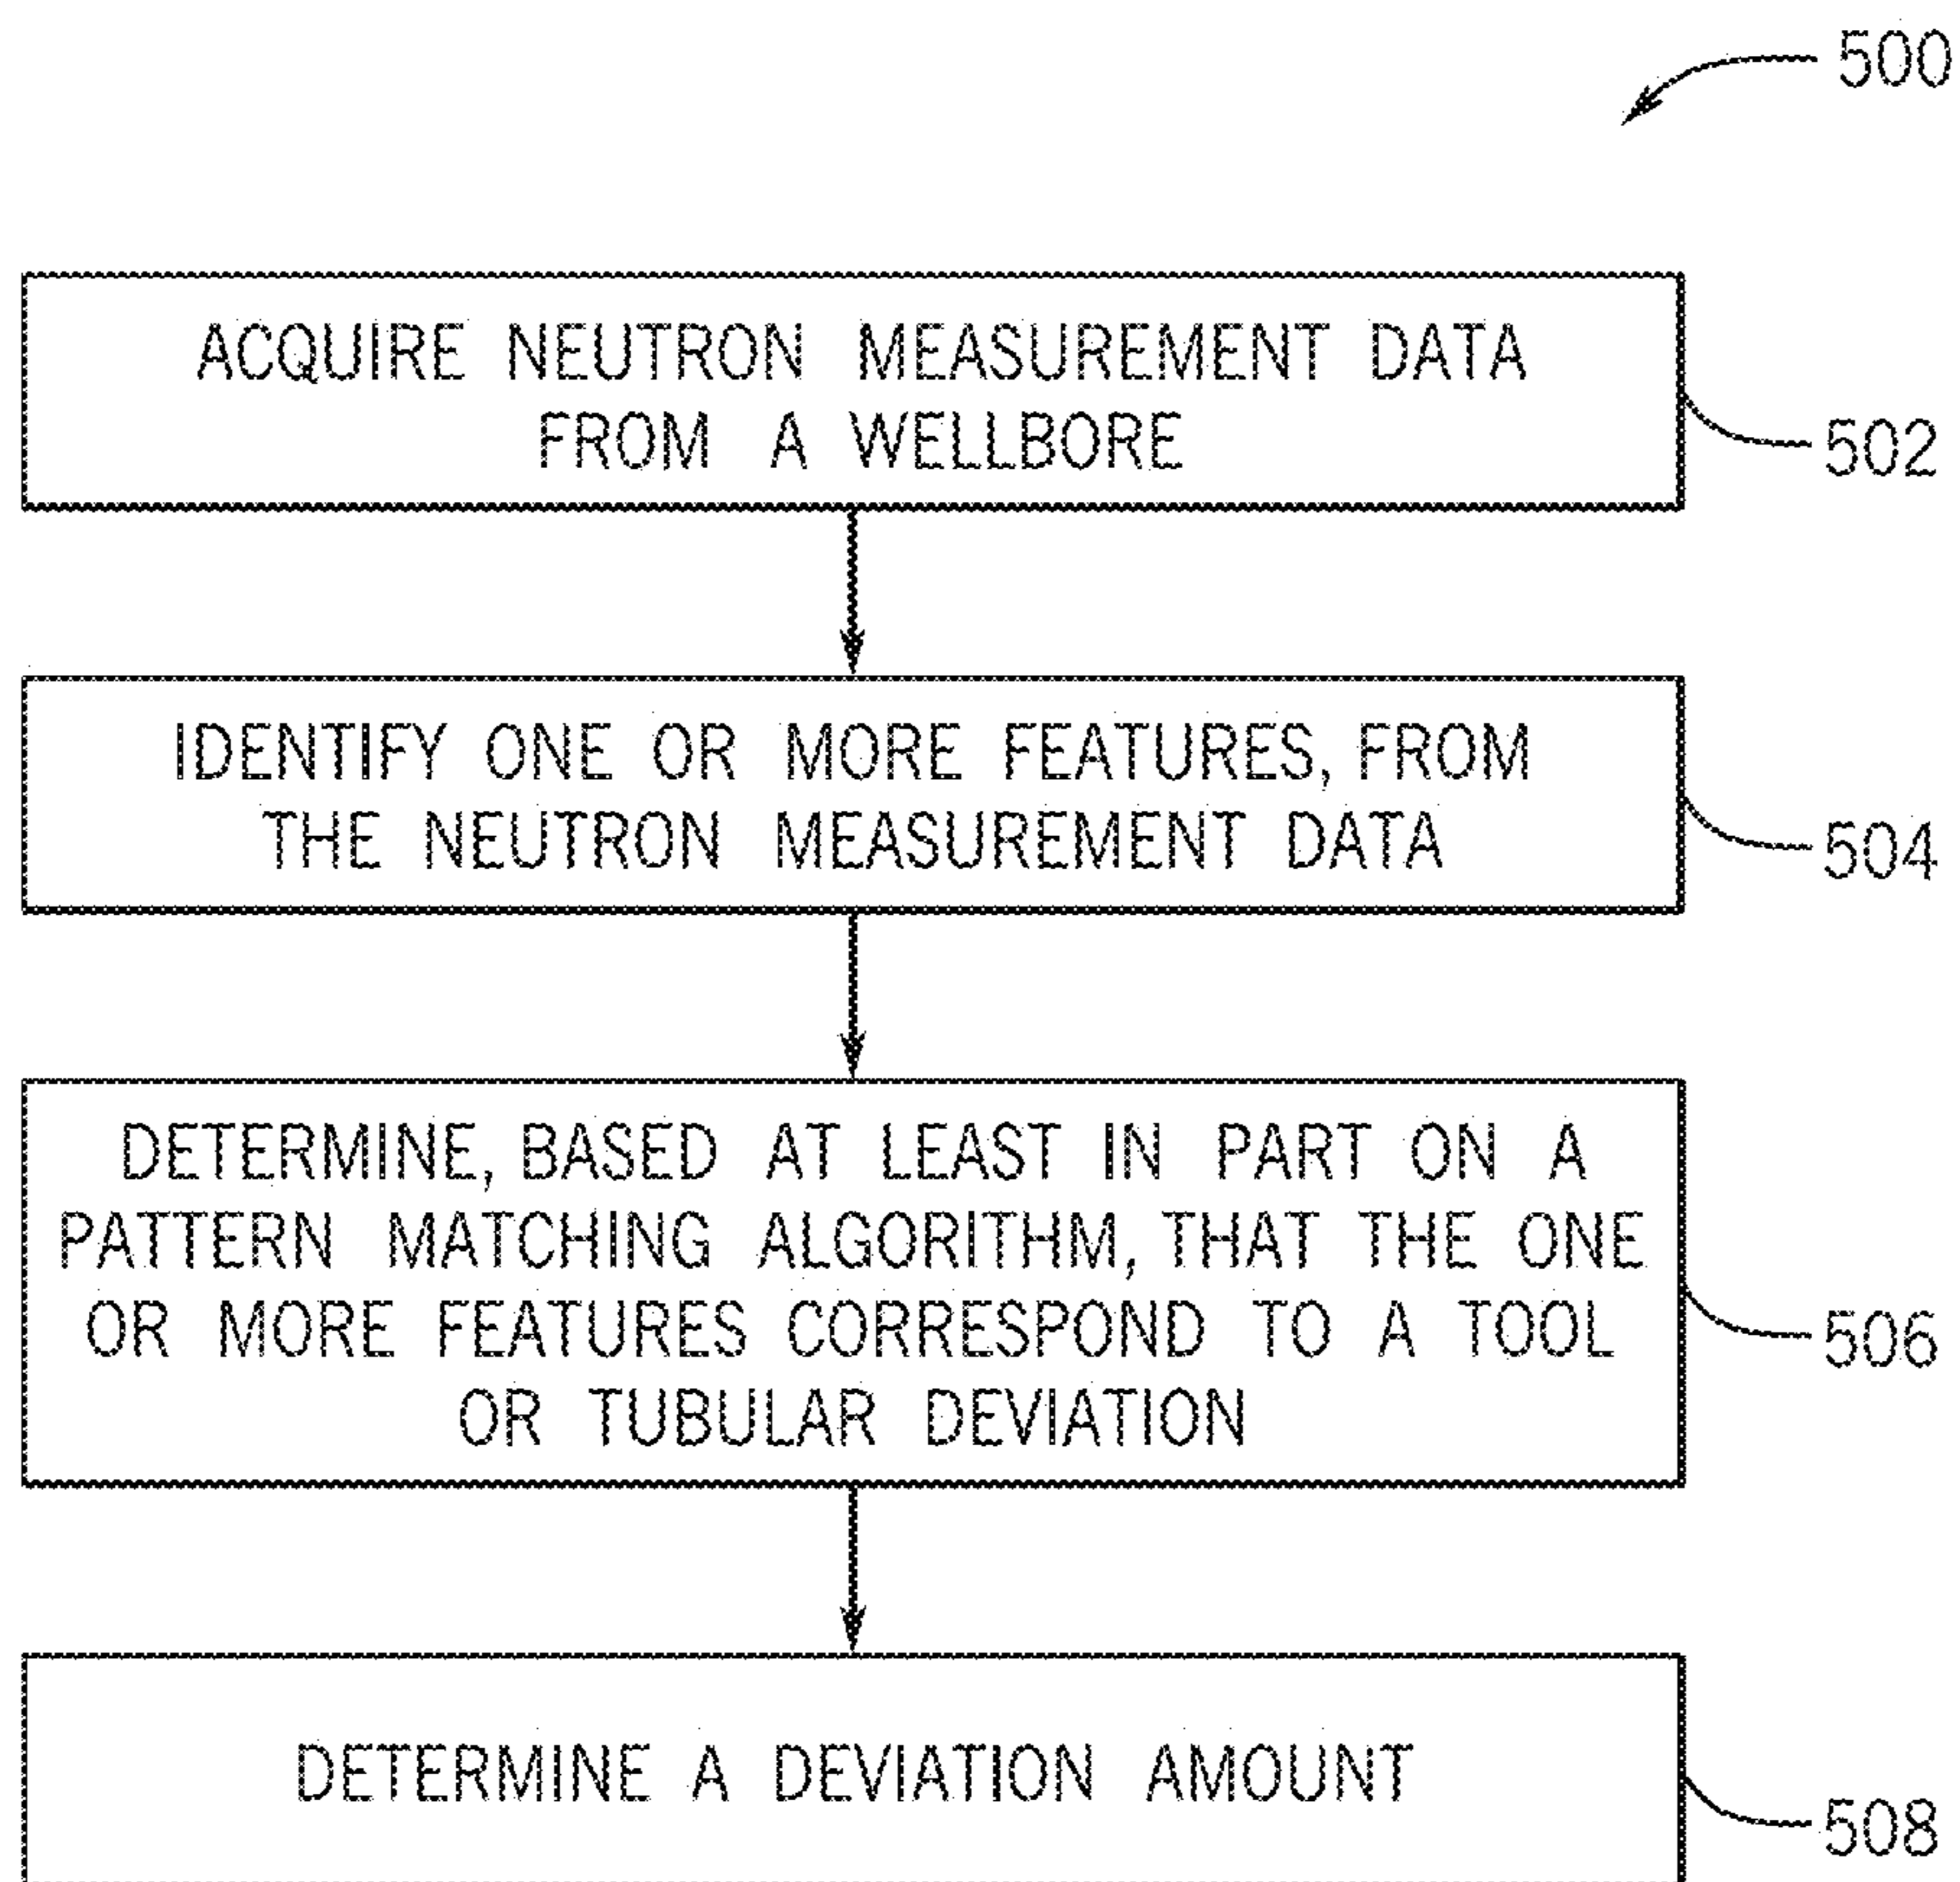 500
ACQUIRE NEUTRON MEASUREMENT DATA
FROM A WELLBORE
502
IDENTIFY ONE OR MORE FEATURES, FROM
THE NEUTRON MEASUREMENT DATA
504
DETERMINE, BASED AT LEAST IN PART ON A
PATTERN MATCHING ALGORITHM, THAT THE ONE
OR MORE FEATURES CORRESPOND TO A TOOL
OR TUBULAR DEVIATION
506
DETERMINE A DEVIATION AMOUNT
508